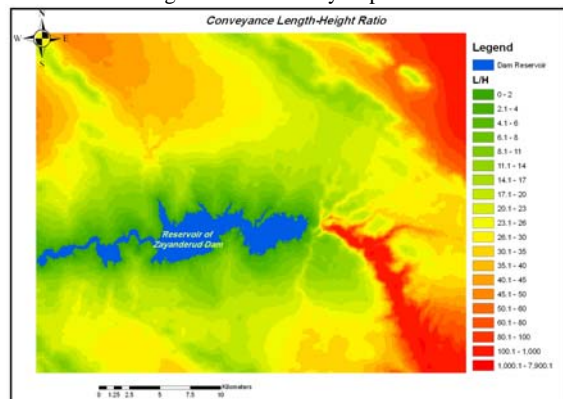 Conveyance Length-Height Ratio
N
W E
S
Legend
Dam Reservoir
L/H
0 - 2
2.1 - 4
4.1 - 6
6.1 - 8
8.1 - 11
11.1 - 14
14.1 - 17
17.1 - 20
20.1 - 23
23.1 - 26
26.1 - 30
30.1 - 35
35.1 - 40
40.1 - 45
45.1 - 50
50.1 - 60
60.1 - 80
80.1 - 100
100.1 - 1,000
1,000.1 - 7,900.1
Reservoir of
Zayanderud Dam
Kilometers
0 1.25 2.5 5 7.5 10